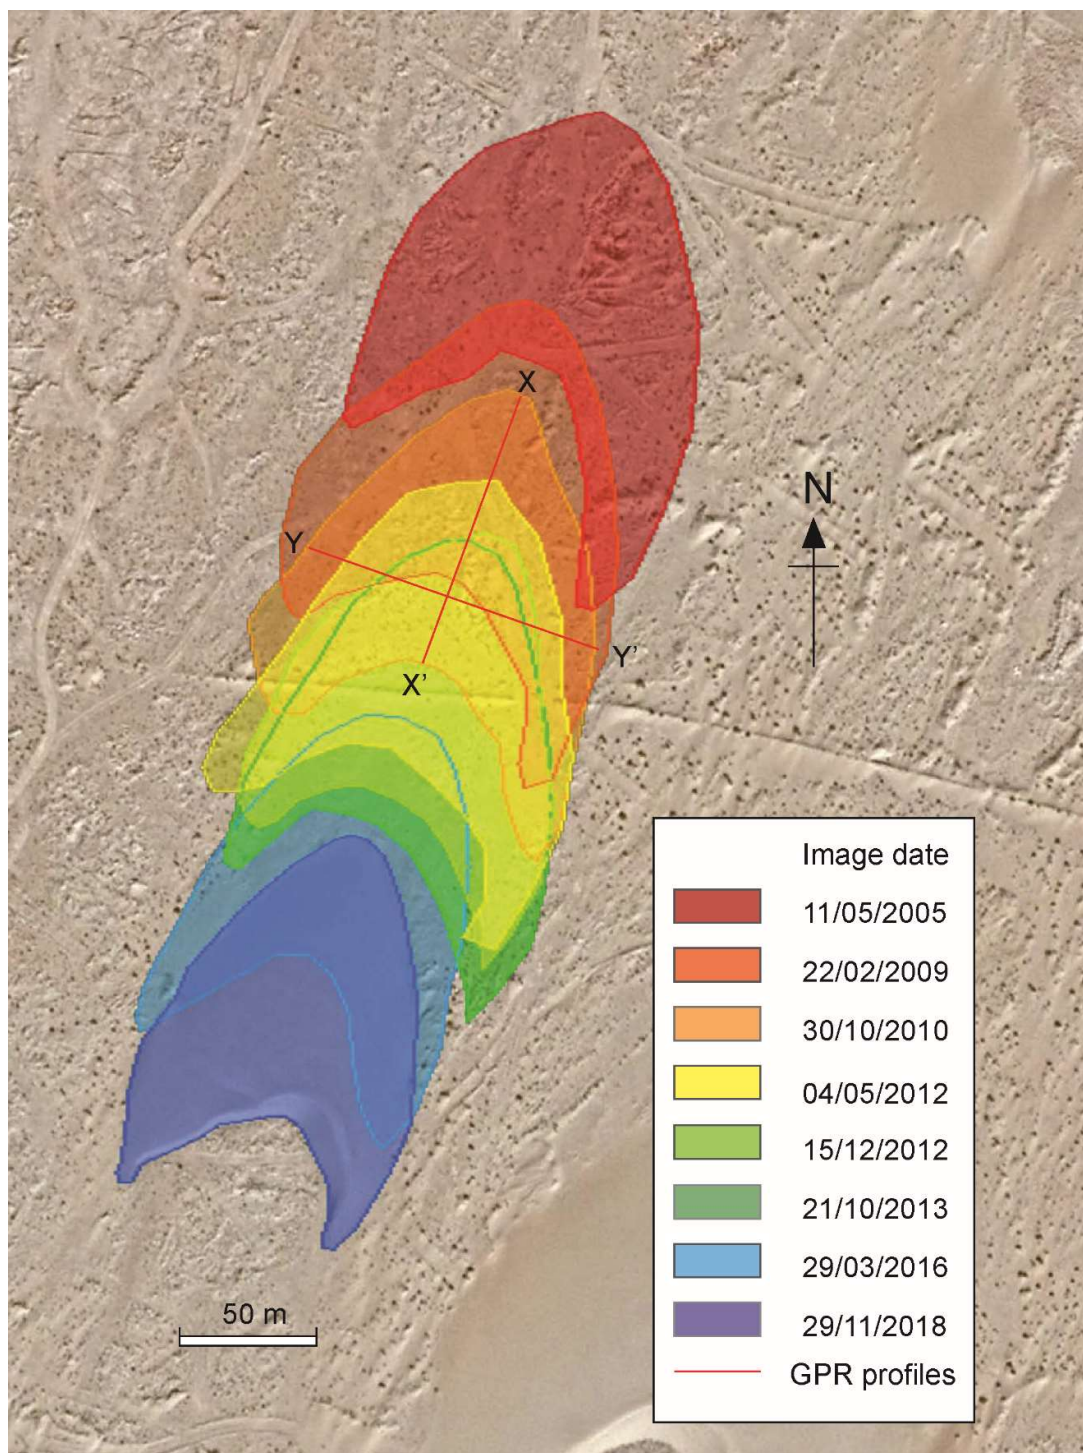 X
N
Y
Y’
X’
Image date
11/05/2005
22/02/2009
30/10/2010
04/05/2012
15/12/2012
21/10/2013
29/03/2016
29/11/2018
GPR profiles
50 m